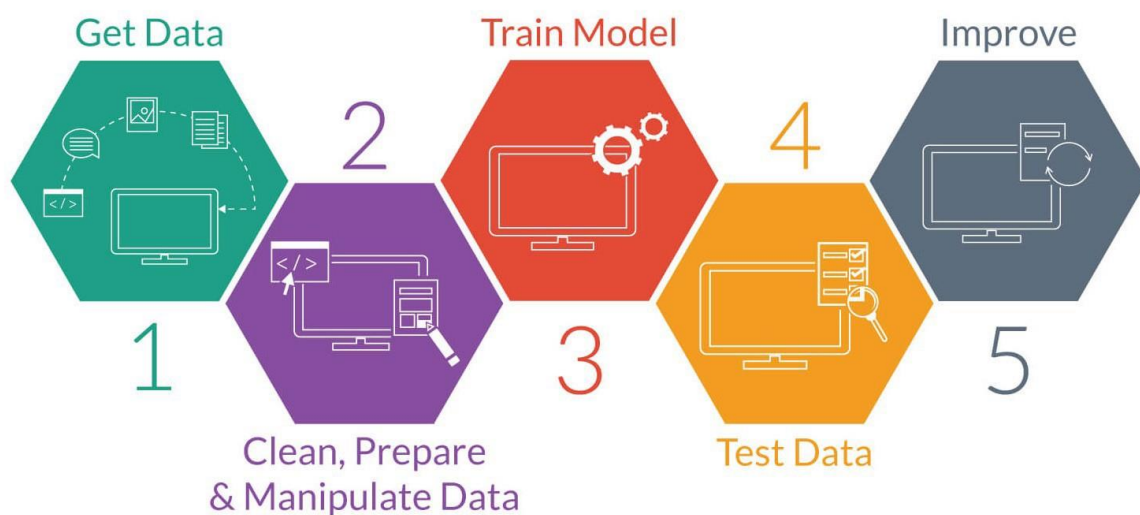 Get Data
1
</>
2
</>
Clean, Prepare
& Manipulate Data
Train Model
3
4
Test Data
Improve
5